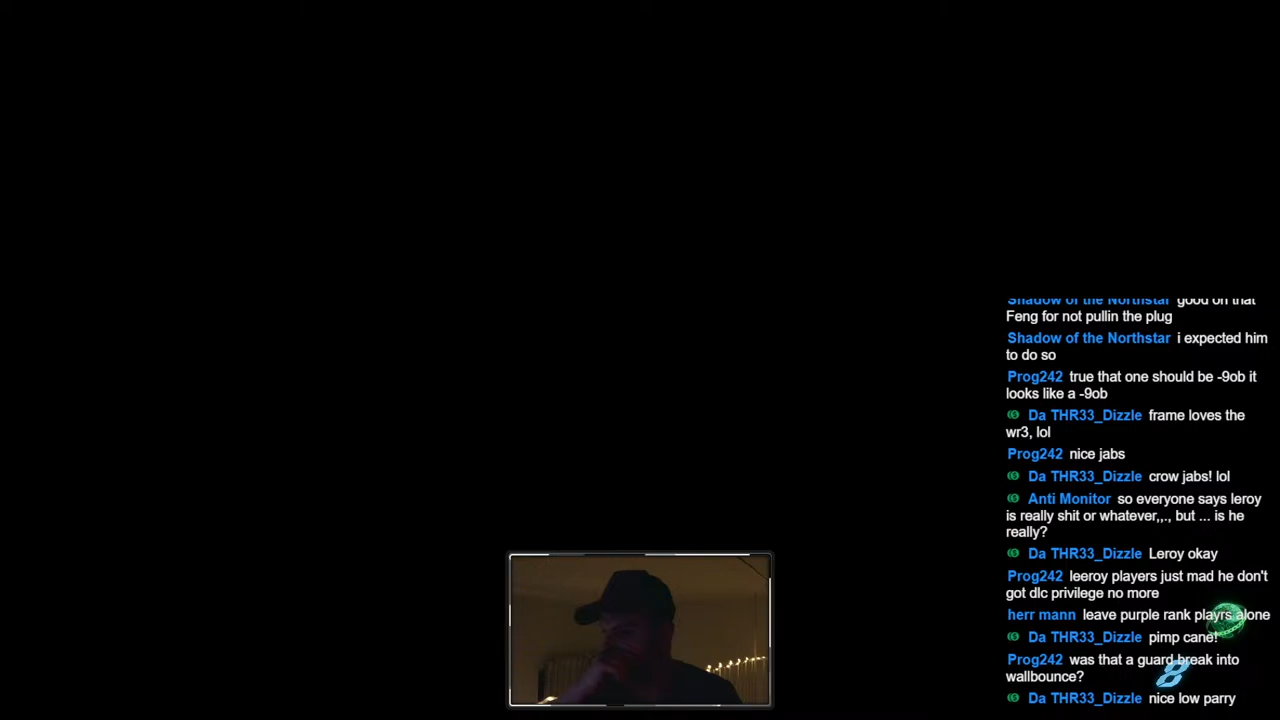 Shadow of the Northstar good on that
Feng for not pullin the plug
Shadow of the Northstar i expected him
to do so
Prog242 true that one should be -9ob it
looks like a -9ob
Da THR33_Dizzle frame loves the
wr3, lol
Prog242 nice jabs
Da THR33_Dizzle crow jabs! lol
Anti Monitor so everyone says leroy
is really shit or whatever,,., but ... is he
really?
Da THR33_Dizzle Leroy okay
Prog242 leeroy players just mad he don't
got dlc privilege no more
herr mann leave purple rank playrs alone
Da THR33_Dizzle pimp cane!
Prog242 was that a guard break into
wallbounce?
8
Da THR33_Dizzle nice low parry